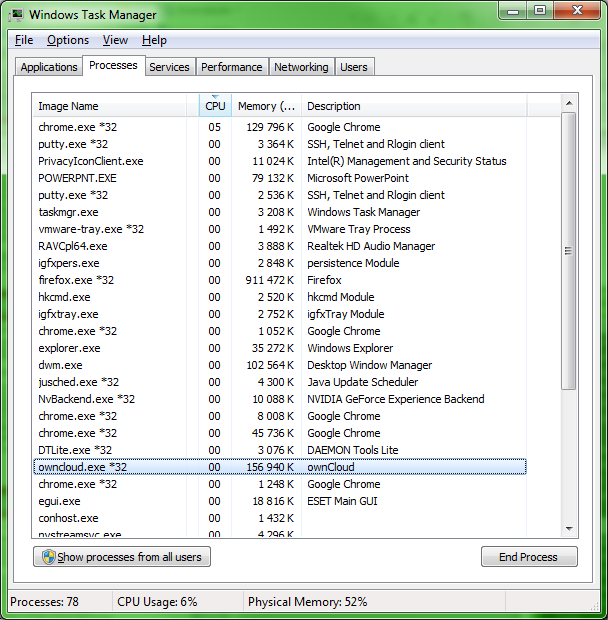 Windows Task Manager
File Options View Help
Applications Processes Services Performance Networking Users
Image Name CPU Memory (... Description
chrome.exe *32 05 129 796 K Google Chrome
putty.exe *32 00 3 364 K SSH, Telnet and Rlogin client
PrivacyIconClient.exe 00 11 024 K Intel(R) Management and Security Status
POWERPNT.EXE 00 79 132 K Microsoft PowerPoint
putty.exe *32 00 2 536 K SSH, Telnet and Rlogin client
taskmgr.exe 00 3 208 K Windows Task Manager
vmware-tray.exe *32 00 1 492 K VMware Tray Process
RAVCpl64.exe 00 3 888 K Realtek HD Audio Manager
igfxpers.exe 00 2 848 K persistence Module
firefox.exe *32 00 911 472 K Firefox
hkcmd.exe 00 2 520 K hkcmd Module
igfxtray.exe 00 2 752 K igfxTray Module
chrome.exe *32 00 1 052 K Google Chrome
explorer.exe 00 35 272 K Windows Explorer
dwm.exe 00 102 564 K Desktop Window Manager
jusched.exe *32 00 4 300 K Java Update Scheduler
NvBackend.exe *32 00 10 088 K NVIDIA GeForce Experience Backend
chrome.exe *32 00 8 008 K Google Chrome
chrome.exe *32 00 45 736 K Google Chrome
DTLite.exe *32 00 3 076 K DAEMON Tools Lite
owncloud.exe *32 00 156 940 K ownCloud
chrome.exe *32 00 1 248 K Google Chrome
egui.exe 00 18 816 K ESET Main GUI
conhost.exe 00 1 432 K
nvstreamsvc.exe 00 4 296 K
Show processes from all users End Process
Processes: 78 CPU Usage: 6% Physical Memory: 52%